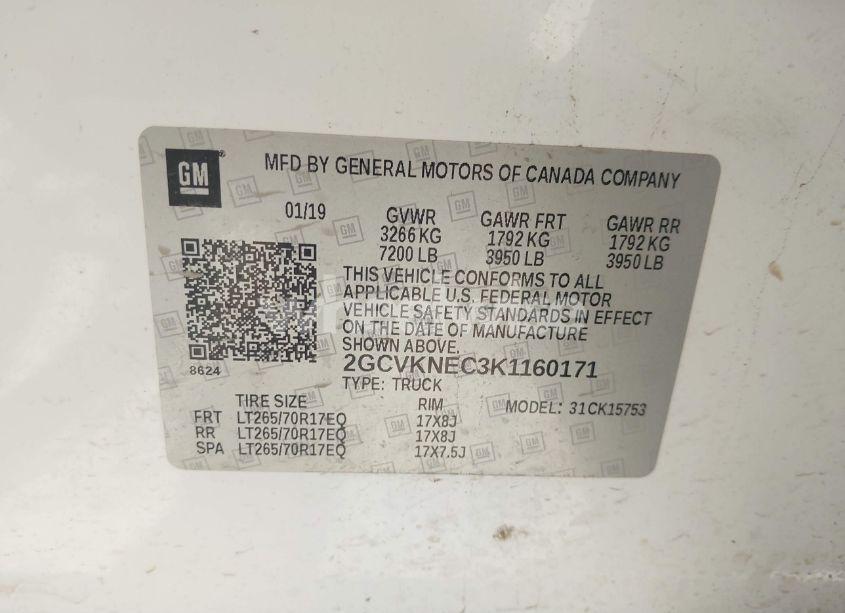 GM
MFD BY GENERAL MOTORS OF CANADA COMPANY
01/19
GVWR GAWR FRT GAWR RR
3266 KG 1792 KG 1792 KG
7200 LB 3950 LB 3950 LB
THIS VEHICLE CONFORMS TO ALL
APPLICABLE U.S. FEDERAL MOTOR
VEHICLE SAFETY STANDARDS IN EFFECT
ON THE DATE OF MANUFACTURE
SHOWN ABOVE.
8624
2GCVKNEC3K1160171
TYPE: TRUCK
TIRE SIZE RIM MODEL: 31CK15753
FRT LT265/70R17EQ 17X8J
RR LT265/70R17EQ 17X8J
SPA LT265/70R17EQ 17X7.5J